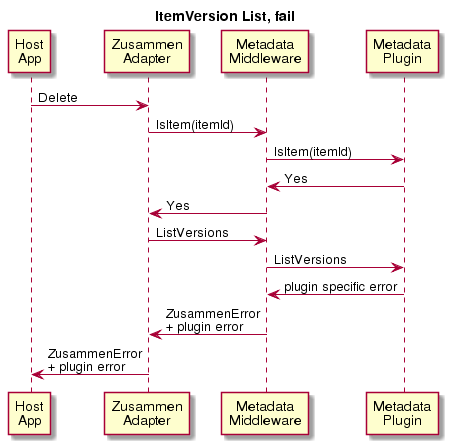 ItemVersion List, fail
Host
App
Zusammen
Adapter
Metadata
Middleware
Metadata
Plugin
Delete
IsItem(itemId)
IsItem(itemId)
Yes
Yes
ListVersions
ListVersions
plugin specific error
ZusammenError
+ plugin error
ZusammenError
+ plugin error
Host
App
Zusammen
Adapter
Metadata
Middleware
Metadata
Plugin